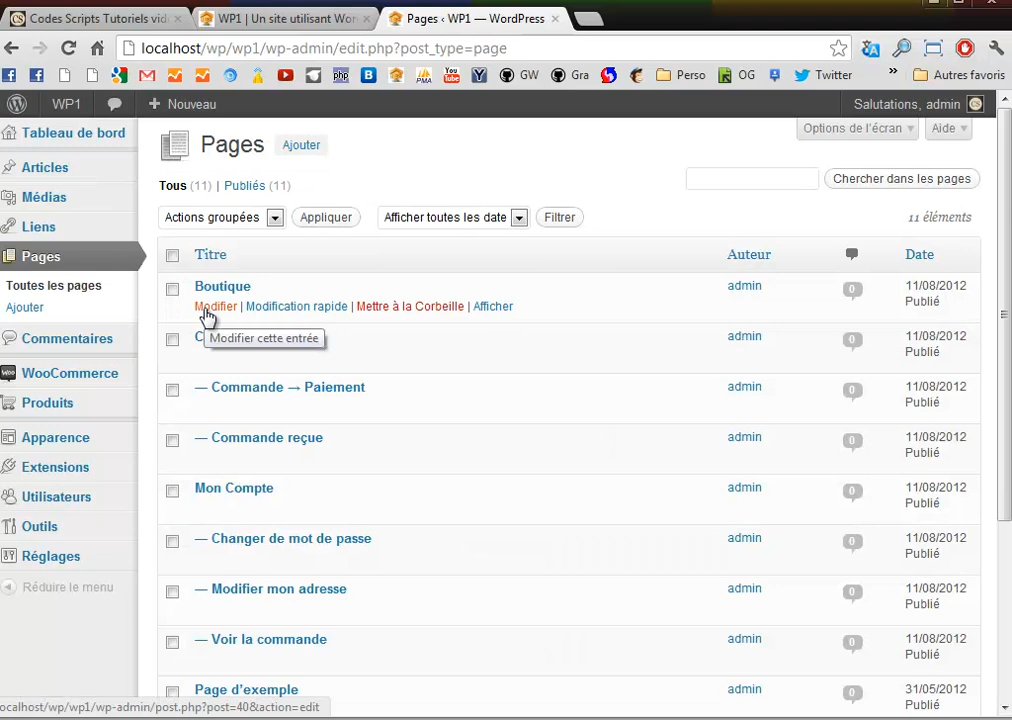 Codes Scripts Tutoriels vid
WP1 | Un site utilisant Wor
Pages ‹ WP1 — WordPress
localhost/wp/wp1/wp-admin/edit.php?post_type=page
php B PMA You Tube Y GW Gra Perso OG Twitter » Autres favoris
WP1 + Nouveau Salutations, admin CS
Tableau de bord
Articles
Médias
Liens
Pages
Toutes les pages
Ajouter
Commentaires
WooCommerce
Produits
Apparence
Extensions
Utilisateurs
Outils
Réglages
Réduire le menu
Options de l'écran Aide
Pages Ajouter
Tous (11) | Publiés (11)
Chercher dans les pages
Actions groupées Appliquer Afficher toutes les date Filtrer 11 éléments
Titre Auteur Date
Boutique admin 0 11/08/2012
Modifier | Modification rapide | Mettre à la Corbeille | Afficher Publié
Modifier cette entrée
C admin 0 11/08/2012
Publié
— Commande → Paiement admin 0 11/08/2012
Publié
— Commande reçue admin 0 11/08/2012
Publié
Mon Compte admin 0 11/08/2012
Publié
— Changer de mot de passe admin 0 11/08/2012
Publié
— Modifier mon adresse admin 0 11/08/2012
Publié
— Voir la commande admin 0 11/08/2012
Publié
Page d'exemple admin 0 31/05/2012
Publié
ocalhost/wp/wp1/wp-admin/post.php?post=40&action=edit